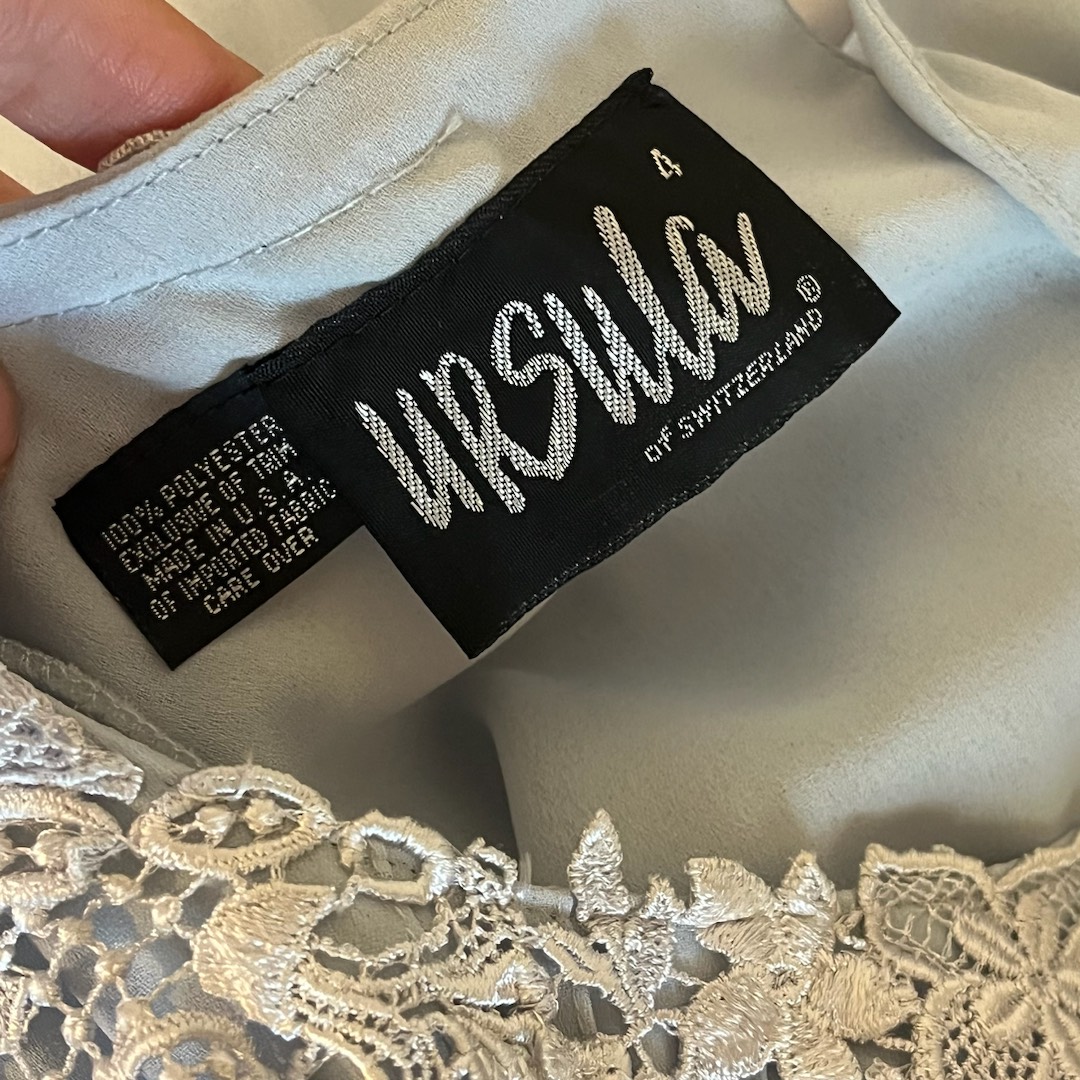 4
ursula
OF SWITZERLAND®
100% POLYESTER
EXCLUSIVE OF TRIM
MADE IN U.S.A.
OF IMPORTED FABRIC
CARE OVER